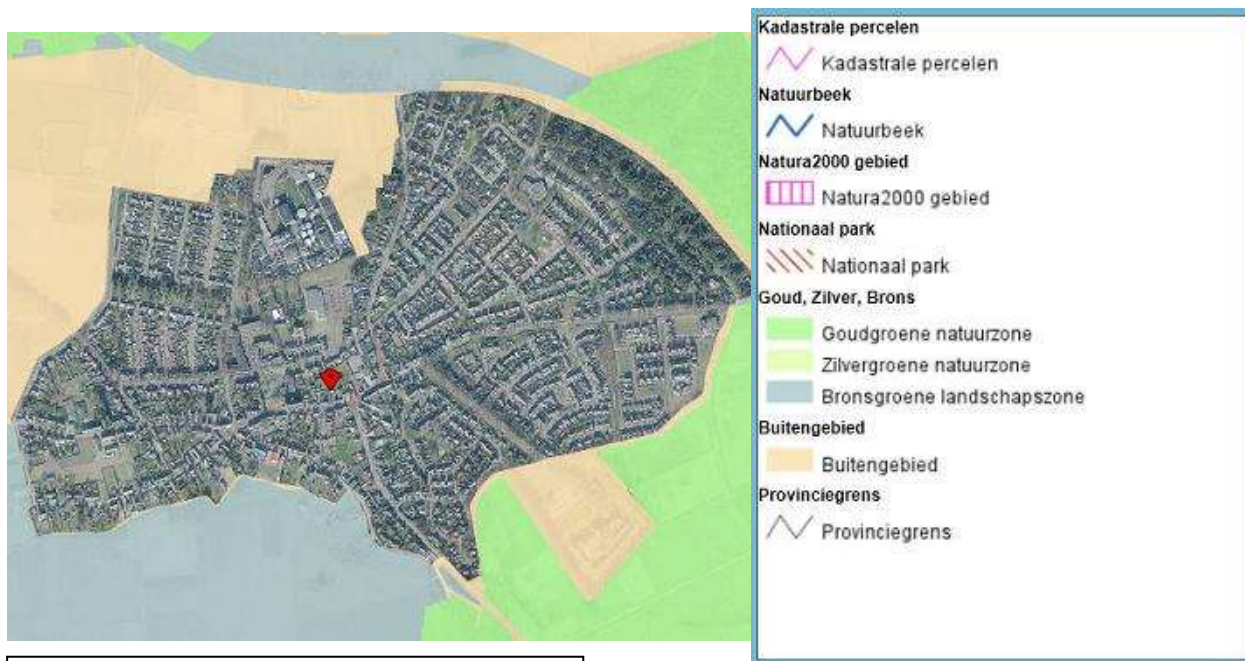 Kadastrale percelen
Kadastrale percelen
Natuurbeek
Natuurbeek
Natura2000 gebied
Natura2000 gebied
Nationaal park
Nationaal park
Goud, Zilver, Brons
Goudgroene natuurzone
Zilvergroene natuurzone
Bronsgroene landschapszone
Buitengebied
Buitengebied
Provinciegrens
Provinciegrens